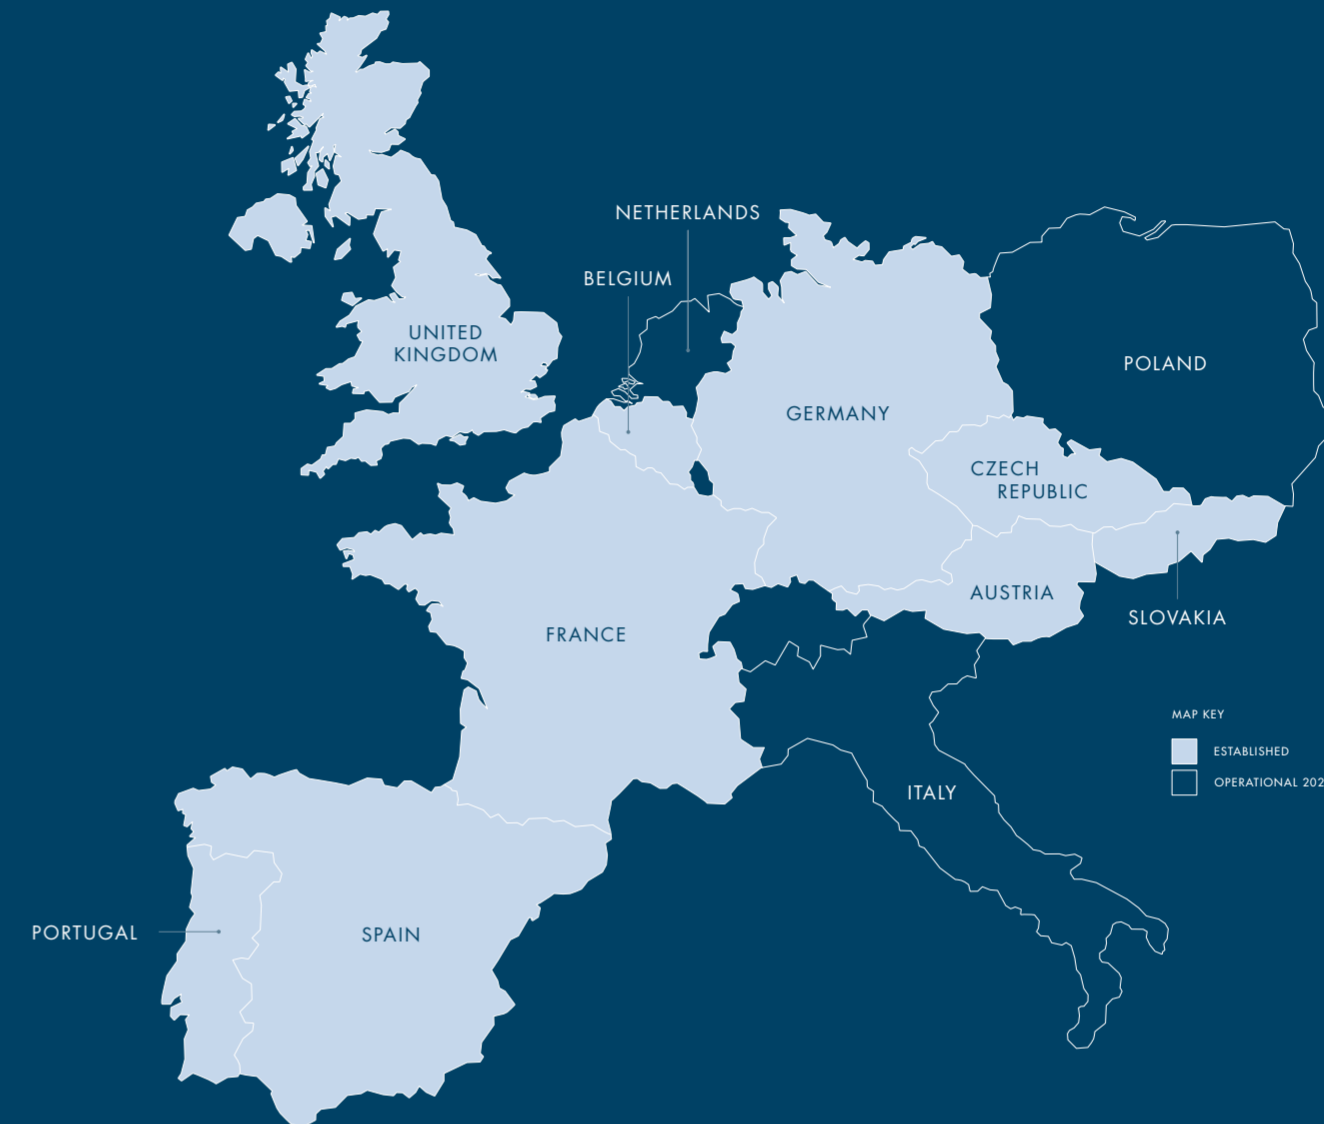 NETHERLANDS
BELGIUM
UNITED
KINGDOM
POLAND
GERMANY
CZECH
REPUBLIC
AUSTRIA
SLOVAKIA
FRANCE
MAP KEY
ESTABLISHED
OPERATIONAL 202
ITALY
PORTUGAL
SPAIN